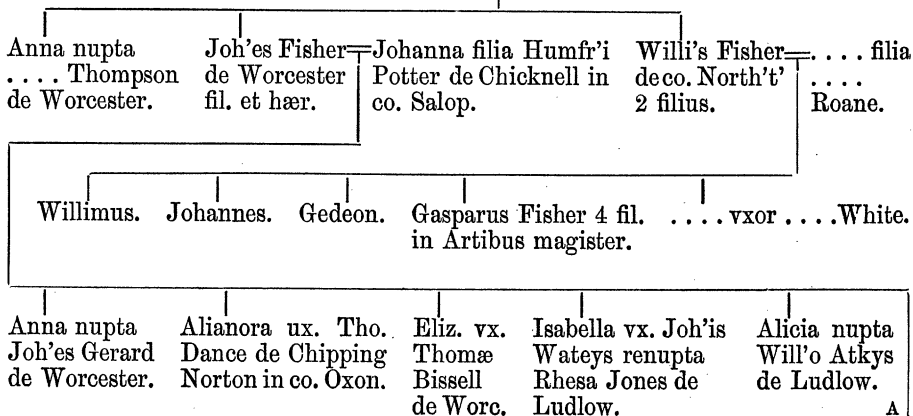 Anna nupta
. . . . Thompson
de Worcester.
Joh'es Fisher
de Worcester
fil. et hær.
Johanna filia Humfr'i
Potter de Chicknell in
co. Salop.
Willi's Fisher
de co. North't'
2 filius.
. . . . filia
. . . .
Roane.
Willimus.
Johannes.
Gedeon.
Gasparus Fisher 4 fil.
in Artibus magister.
. . . . vxor . . . . White.
Anna nupta
Joh'es Gerard
de Worcester.
Alianora ux. Tho.
Dance de Chipping
Norton in co. Oxon.
Eliz. vx.
Thomæ
Bissell
de Worc.
Isabella vx. Joh'is
Wateys renupta
Rhesa Jones de
Ludlow.
Alicia nupta
Will'o Atkys
de Ludlow.
A